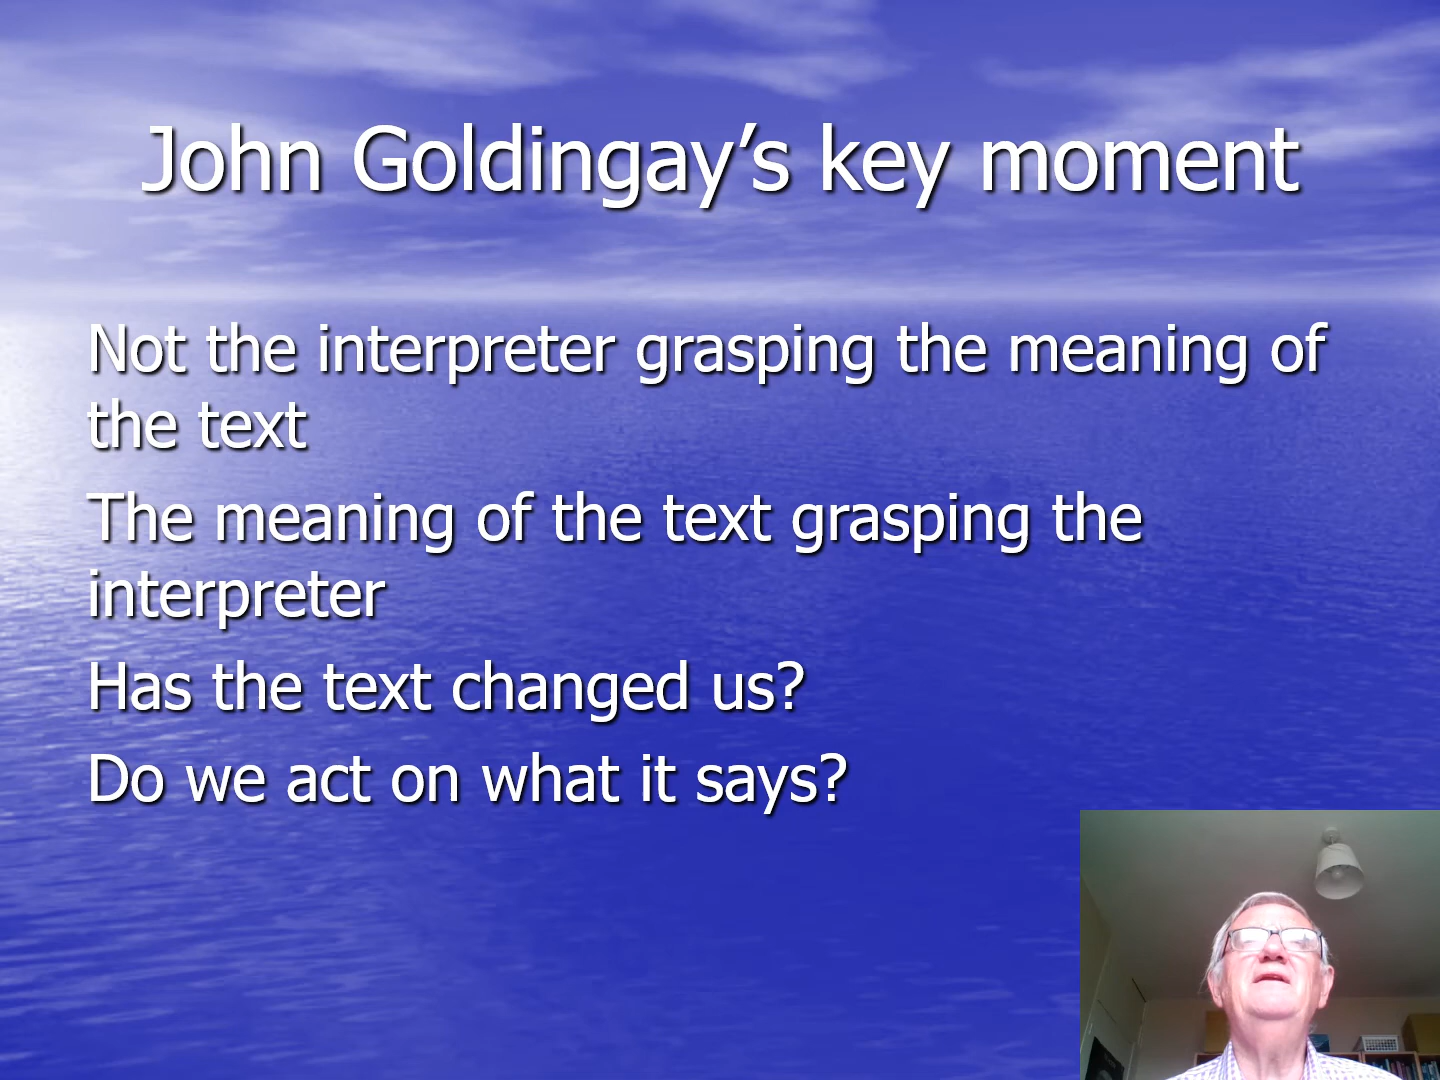 John Goldingay’s key moment
Not the interpreter grasping the meaning of
the text
The meaning of the text grasping the
interpreter
Has the text changed us?
Do we act on what it says?